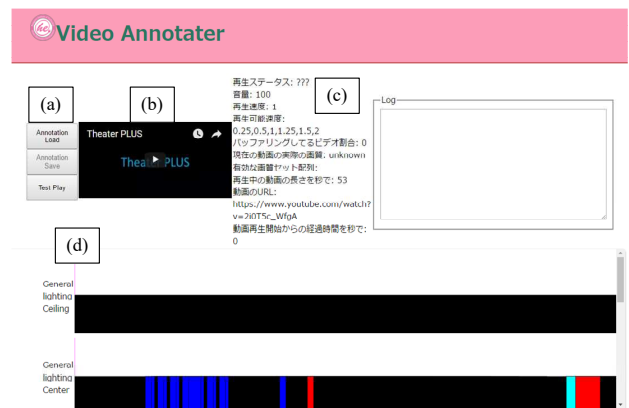 he,
Video Annotater
(a)
(b)
(c)
Annotation
Load
Annotation
Save
Test Play
Theater PLUS
Theater PLUS
再生ステータス: ???
音量: 100
再生速度: 1
再生可能速度:
0.25,0.5,1,1.25,1.5,2
バッファリングしてるビデオ割合: 0
現在の動画の実際の画質: unknown
有効な画質セット配列:
再生中の動画の長さを秒で: 53
動画のURL:
https://www.youtube.com/watch?
v=2i0T5c_WfgA
動画再生開始からの経過時間を秒で:
0
Log
(d)
General
lighting
Ceiling
General
lighting
Center